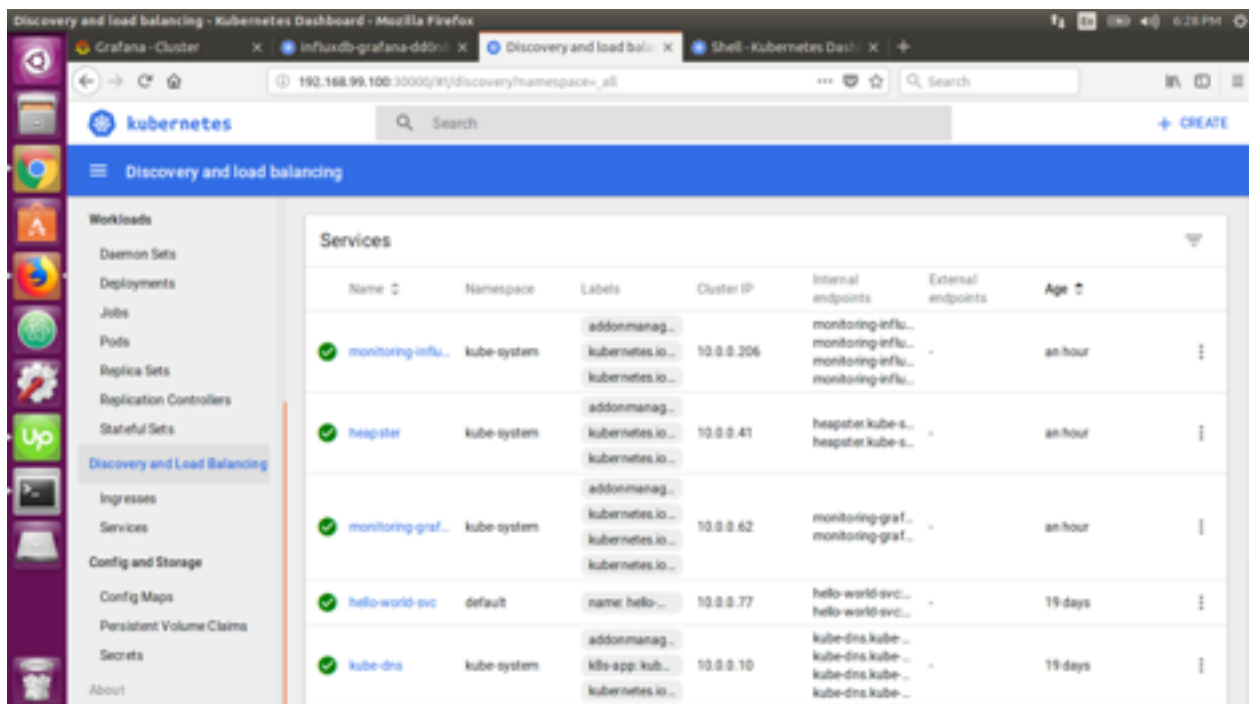 Discovery and load balancing - Kubernetes Dashboard - Mozilla Firefox
En
6:28 PM
Grafana - Cluster
influxdb-grafana-dd0n
Discovery and load bala
Shell - Kubernetes Dash
192.168.99.100:30000/#!/discovery?namespace=_all
Search
kubernetes
Search
+ CREATE
Discovery and load balancing
Workloads
Daemon Sets
Deployments
Jobs
Pods
Replica Sets
Replication Controllers
Stateful Sets
Discovery and Load Balancing
Ingresses
Services
Config and Storage
Config Maps
Persistent Volume Claims
Secrets
About
Up
Services
Name Namespace Labels Cluster IP Internal endpoints External endpoints Age
monitoring-influ... kube-system 10.0.0.206 - an hour
addonmanag...
kubernetes.io...
kubernetes.io...
monitoring-influ...
monitoring-influ...
monitoring-influ...
monitoring-influ...
heapster kube-system 10.0.0.41 - an hour
addonmanag...
kubernetes.io...
kubernetes.io...
heapster.kube-s...
heapster.kube-s...
monitoring-graf... kube-system 10.0.0.62 - an hour
addonmanag...
kubernetes.io...
kubernetes.io...
kubernetes.io...
monitoring-graf...
monitoring-graf...
hello-world-svc default name: hello-... 10.0.0.77 - 19 days
hello-world-svc:...
hello-world-svc:...
kube-dns kube-system 10.0.0.10 - 19 days
addonmanag...
k8s-app: kub...
kubernetes.io...
kube-dns.kube-...
kube-dns.kube-...
kube-dns.kube-...
kube-dns.kube-...